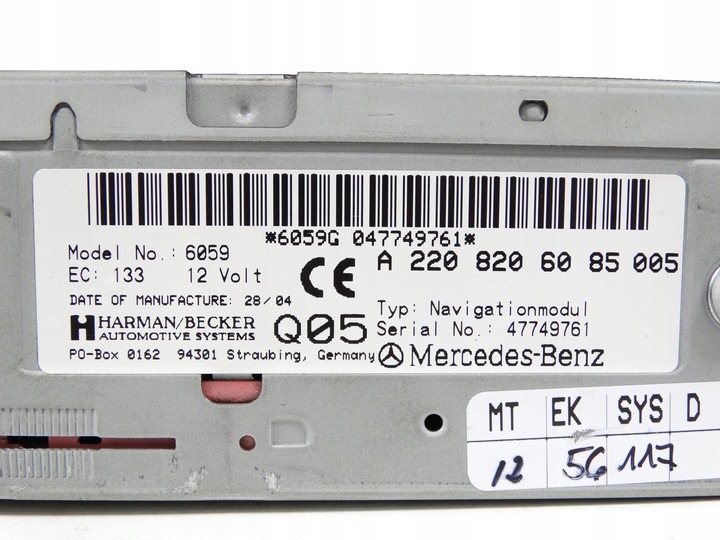 *6059G 047749761*
Model No.: 6059
EC: 133 12 Volt
A 220 820 60 85 005
DATE OF MANUFACTURE: 28/04
Typ: Navigationmodul
HARMAN/BECKER
AUTOMOTIVE SYSTEMS
Q05
Serial No.: 47749761
PO-Box 0162 94301 Straubing, Germany
Mercedes-Benz
MT EK SYS D
12 56 117